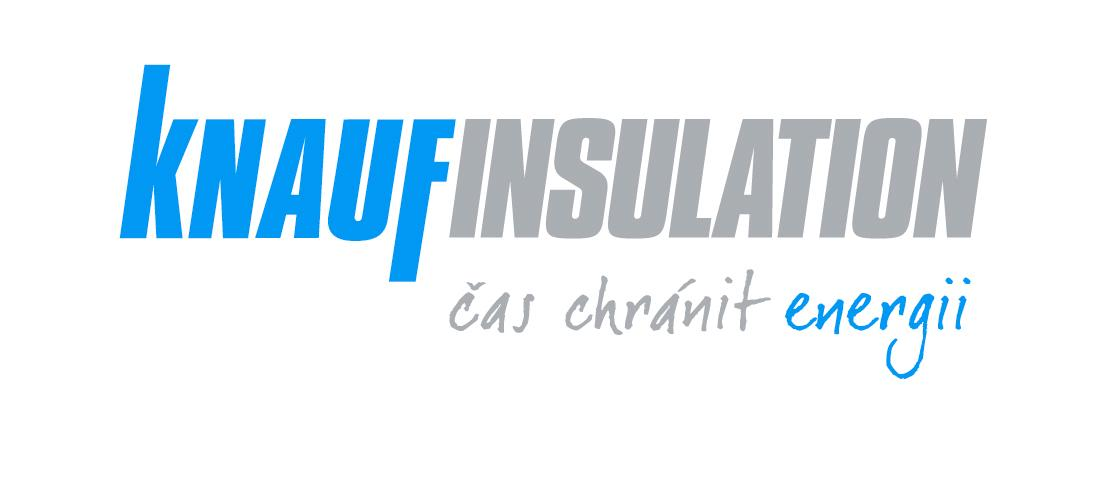 KNAUFINSULATION
čas chránit energii